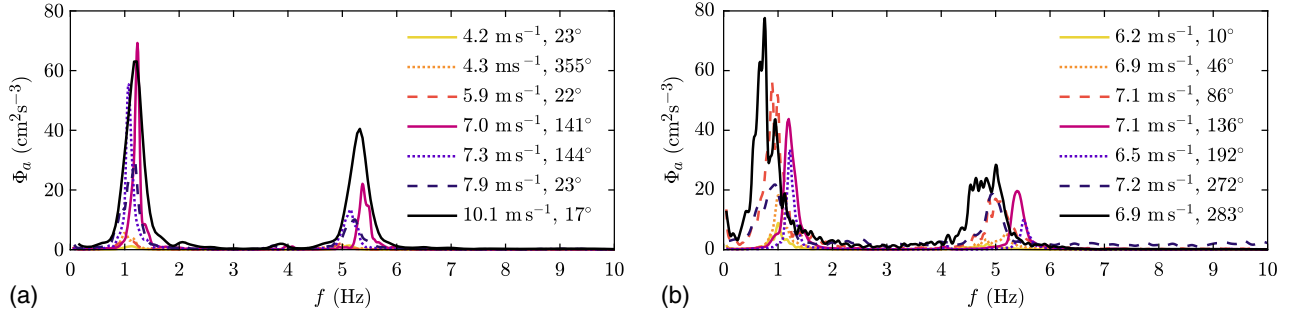 80
60
40
20
0
Φₐ (cm²s⁻³)
4.2 m s⁻¹, 23°
4.3 ms⁻¹, 355°
5.9 m s⁻¹, 22°
7.0 m s⁻¹, 141°
7.3 m s⁻¹, 144°
7.9 m s⁻¹, 23°
10.1 m s⁻¹, 17°
0 1 2 3 4 5 6 7 8 9 10
f (Hz)
(a)
80
60
40
20
0
Φₐ (cm²s⁻³)
6.2 m s⁻¹, 10°
6.9 m s⁻¹, 46°
7.1 m s⁻¹, 86°
7.1 m s⁻¹, 136°
6.5 m s⁻¹, 192°
7.2 m s⁻¹, 272°
6.9 m s⁻¹, 283°
0 1 2 3 4 5 6 7 8 9 10
f (Hz)
(b)